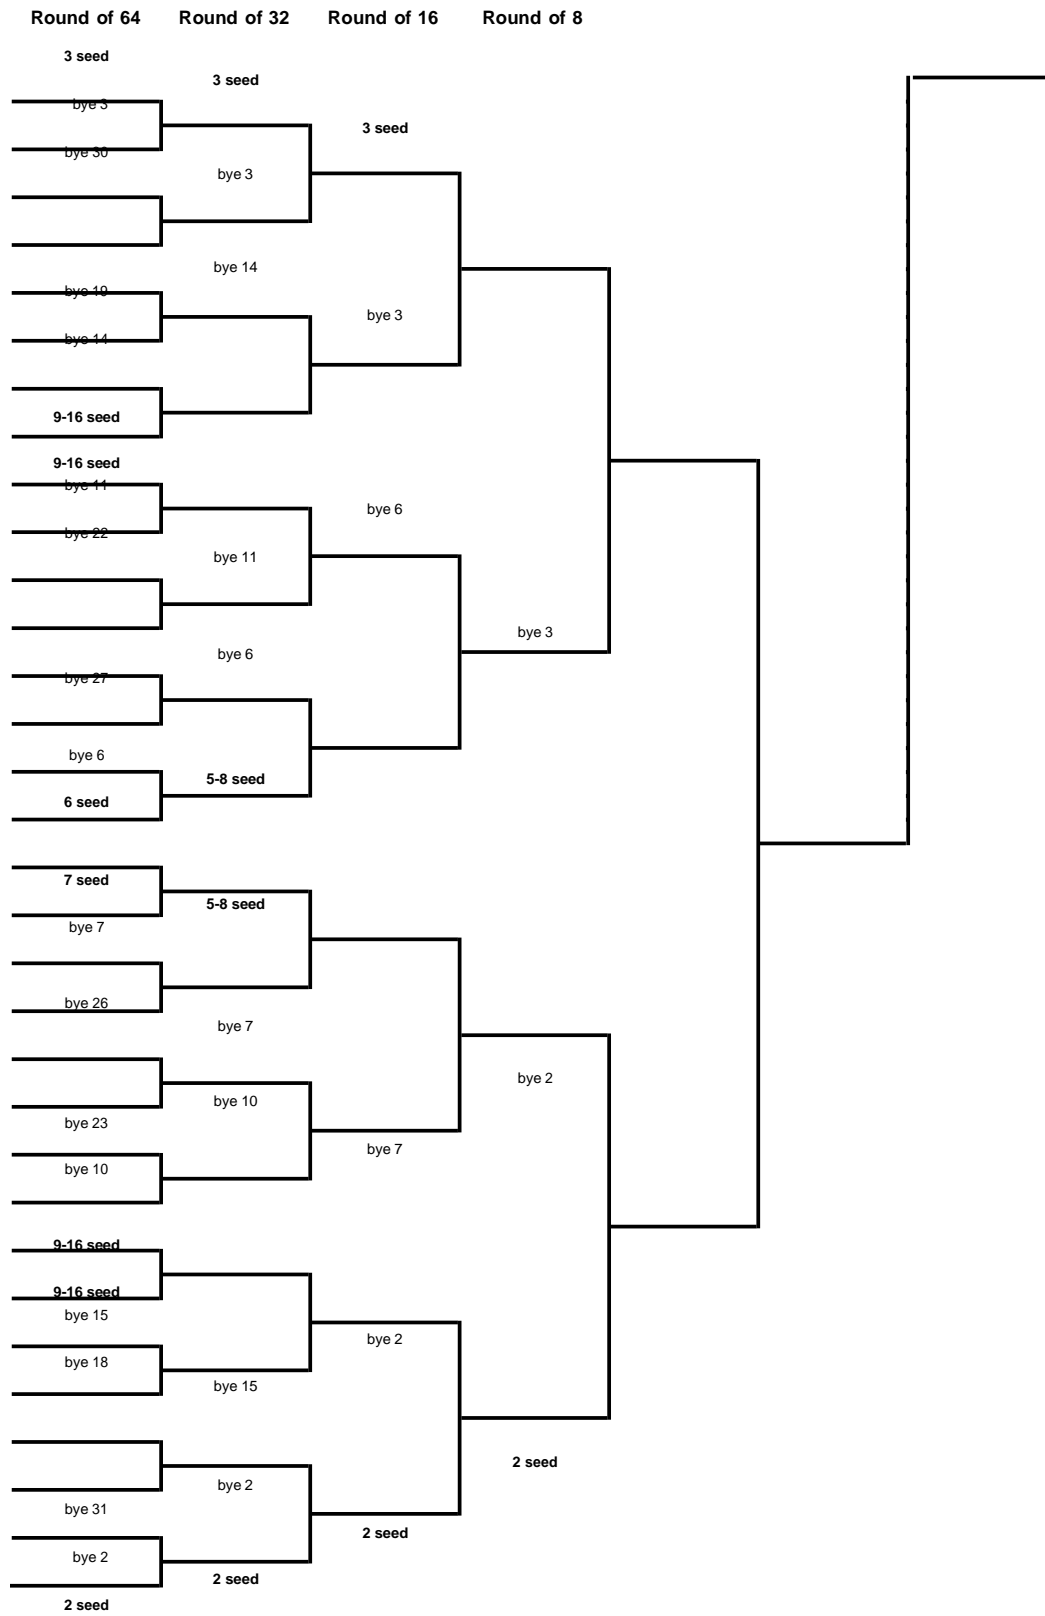 Round of 64 Round of 32 Round of 16 Round of 8
3 seed
3 seed
bye 3
3 seed
bye 30
bye 3
bye 14
bye 19
bye 3
bye 14
9-16 seed
9-16 seed
bye 11
bye 6
bye 22
bye 11
bye 3
bye 6
bye 27
bye 6
5-8 seed
6 seed
7 seed
5-8 seed
bye 7
bye 26
bye 7
bye 2
bye 10
bye 23
bye 7
bye 10
9-16 seed
9-16 seed
bye 15
bye 2
bye 18
bye 15
2 seed
bye 2
bye 31
2 seed
bye 2
2 seed
2 seed